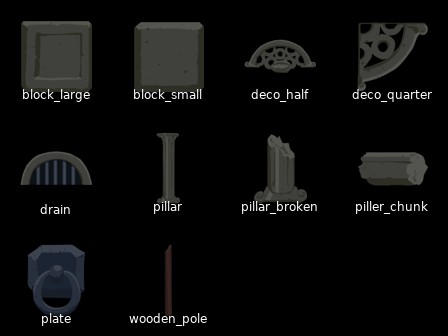 block_large
block_small
deco_half
deco_quarter
drain
pillar
pillar_broken
piller_chunk
plate
wooden_pole